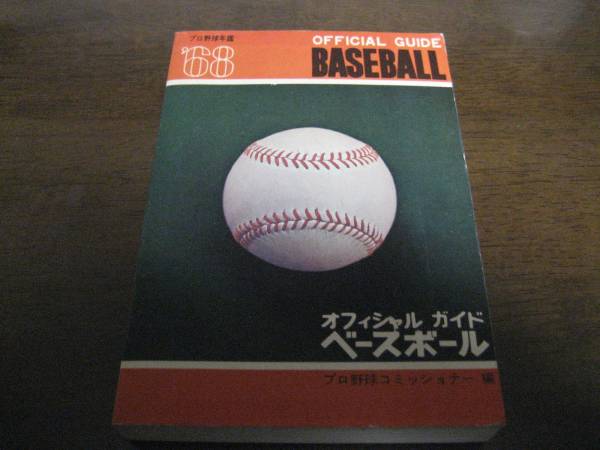 プロ野球年鑑
'68
OFFICIAL GUIDE
BASEBALL
オフィシャル ガイド
ベースボール
プロ野球コミッショナー 編